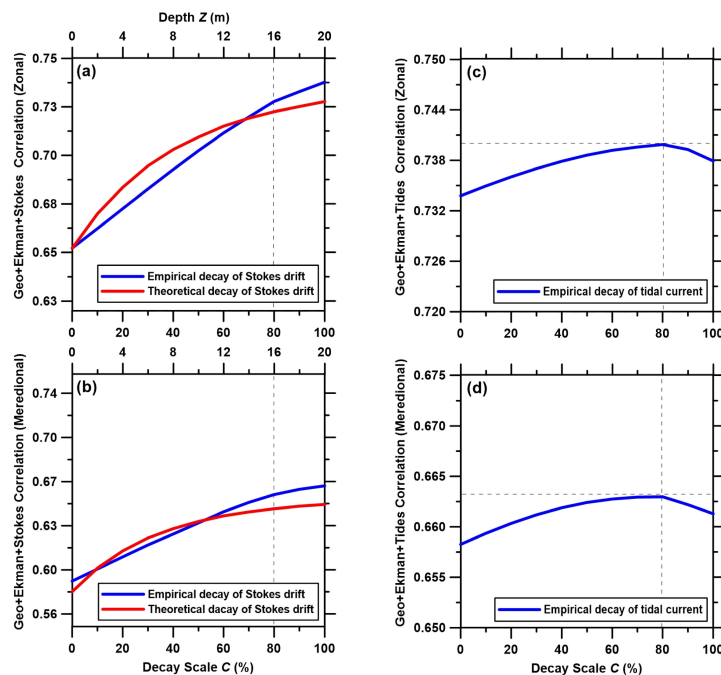 Depth Z (m)
0 4 8 12 16 20
(a)
Geo+Ekman+Stokes Correlation (Zonal)
0.75
0.73
0.70
0.68
0.65
0.63
Empirical decay of Stokes drift
Theoretical decay of Stokes drift
0 20 40 60 80 100
0 4 8 12 16 20
(b)
Geo+Ekman+Stokes Correlation (Meredional)
0.74
0.70
0.67
0.63
0.60
0.56
Empirical decay of Stokes drift
Theoretical dacay of Stokes drift
0 20 40 60 80 100
Decay Scale C (%)
(c)
Geo+Ekman+Tides Correlation (Zonal)
0.750
0.744
0.738
0.732
0.726
0.720
Empirical decay of tidal current
0 20 40 60 80 100
(d)
Geo+Ekman+Tides Correlation (Meredional)
0.675
0.670
0.665
0.660
0.655
0.650
Empirical decay of tidal current
0 20 40 60 80 100
Decay Scale C (%)